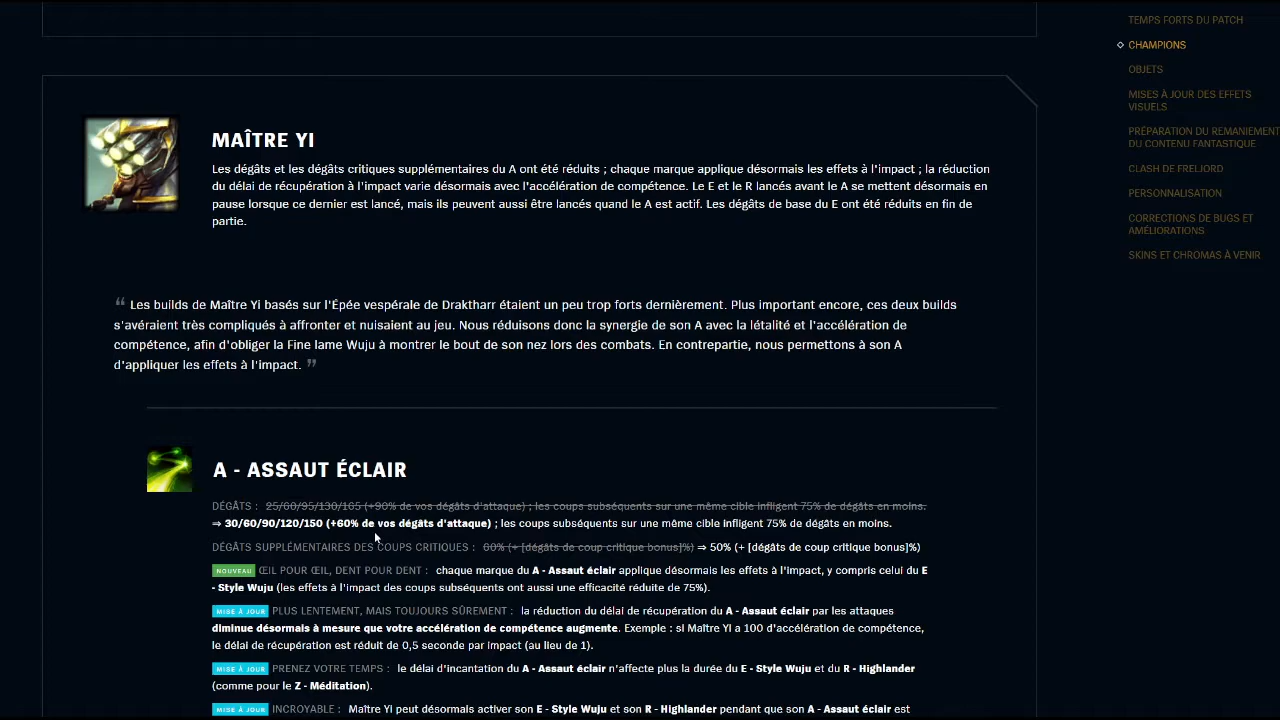 TEMPS FORTS DU PATCH
CHAMPIONS
OBJETS
MISES À JOUR DES EFFETS
VISUELS
PRÉPARATION DU REMANIEMENT
DU CONTENU FANTASTIQUE
CLASH DE FRELJORD
PERSONNALISATION
CORRECTIONS DE BUGS ET
AMÉLIORATIONS
SKINS ET CHROMAS À VENIR
MAÎTRE YI
Les dégâts et les dégâts critiques supplémentaires du A ont été réduits ; chaque marque applique désormais les effets à l'impact ; la réduction
du délai de récupération à l'impact varie désormais avec l'accélération de compétence. Le E et le R lancés avant le A se mettent désormais en
pause lorsque ce dernier est lancé, mais ils peuvent aussi être lancés quand le A est actif. Les dégâts de base du E ont été réduits en fin de
partie.
“ Les builds de Maître Yi basés sur l'Épée vespérale de Draktharr étaient un peu trop forts dernièrement. Plus important encore, ces deux builds
s'avéraient très compliqués à affronter et nuisaient au jeu. Nous réduisons donc la synergie de son A avec la létalité et l'accélération de
compétence, afin d'obliger la Fine lame Wuju à montrer le bout de son nez lors des combats. En contrepartie, nous permettons à son A
d'appliquer les effets à l'impact. ”
A - ASSAUT ÉCLAIR
DÉGÂTS : 25/60/95/130/165 (+90% de vos dégâts d'attaque) ; les coups subséquents sur une même cible infligent 75% de dégâts en moins.
⇒ 30/60/90/120/150 (+60% de vos dégâts d'attaque) ; les coups subséquents sur une même cible infligent 75% de dégâts en moins.
DÉGÂTS SUPPLÉMENTAIRES DES COUPS CRITIQUES : 60% (+ [dégâts de coup critique bonus]%) ⇒ 50% (+ [dégâts de coup critique bonus]%)
NOUVEAU ŒIL POUR ŒIL, DENT POUR DENT : chaque marque du A - Assaut éclair applique désormais les effets à l'impact, y compris celui du E
- Style Wuju (les effets à l'impact des coups subséquents ont aussi une efficacité réduite de 75%).
MISE À JOUR PLUS LENTEMENT, MAIS TOUJOURS SÛREMENT : la réduction du délai de récupération du A - Assaut éclair par les attaques
diminue désormais à mesure que votre accélération de compétence augmente. Exemple : si Maître Yi a 100 d'accélération de compétence,
le délai de récupération est réduit de 0,5 seconde par impact (au lieu de 1).
MISE À JOUR PRENEZ VOTRE TEMPS : le délai d'incantation du A - Assaut éclair n'affecte plus la durée du E - Style Wuju et du R - Highlander
(comme pour le Z - Méditation).
MISE À JOUR INCROYABLE : Maître Yi peut désormais activer son E - Style Wuju et son R - Highlander pendant que son A - Assaut éclair est